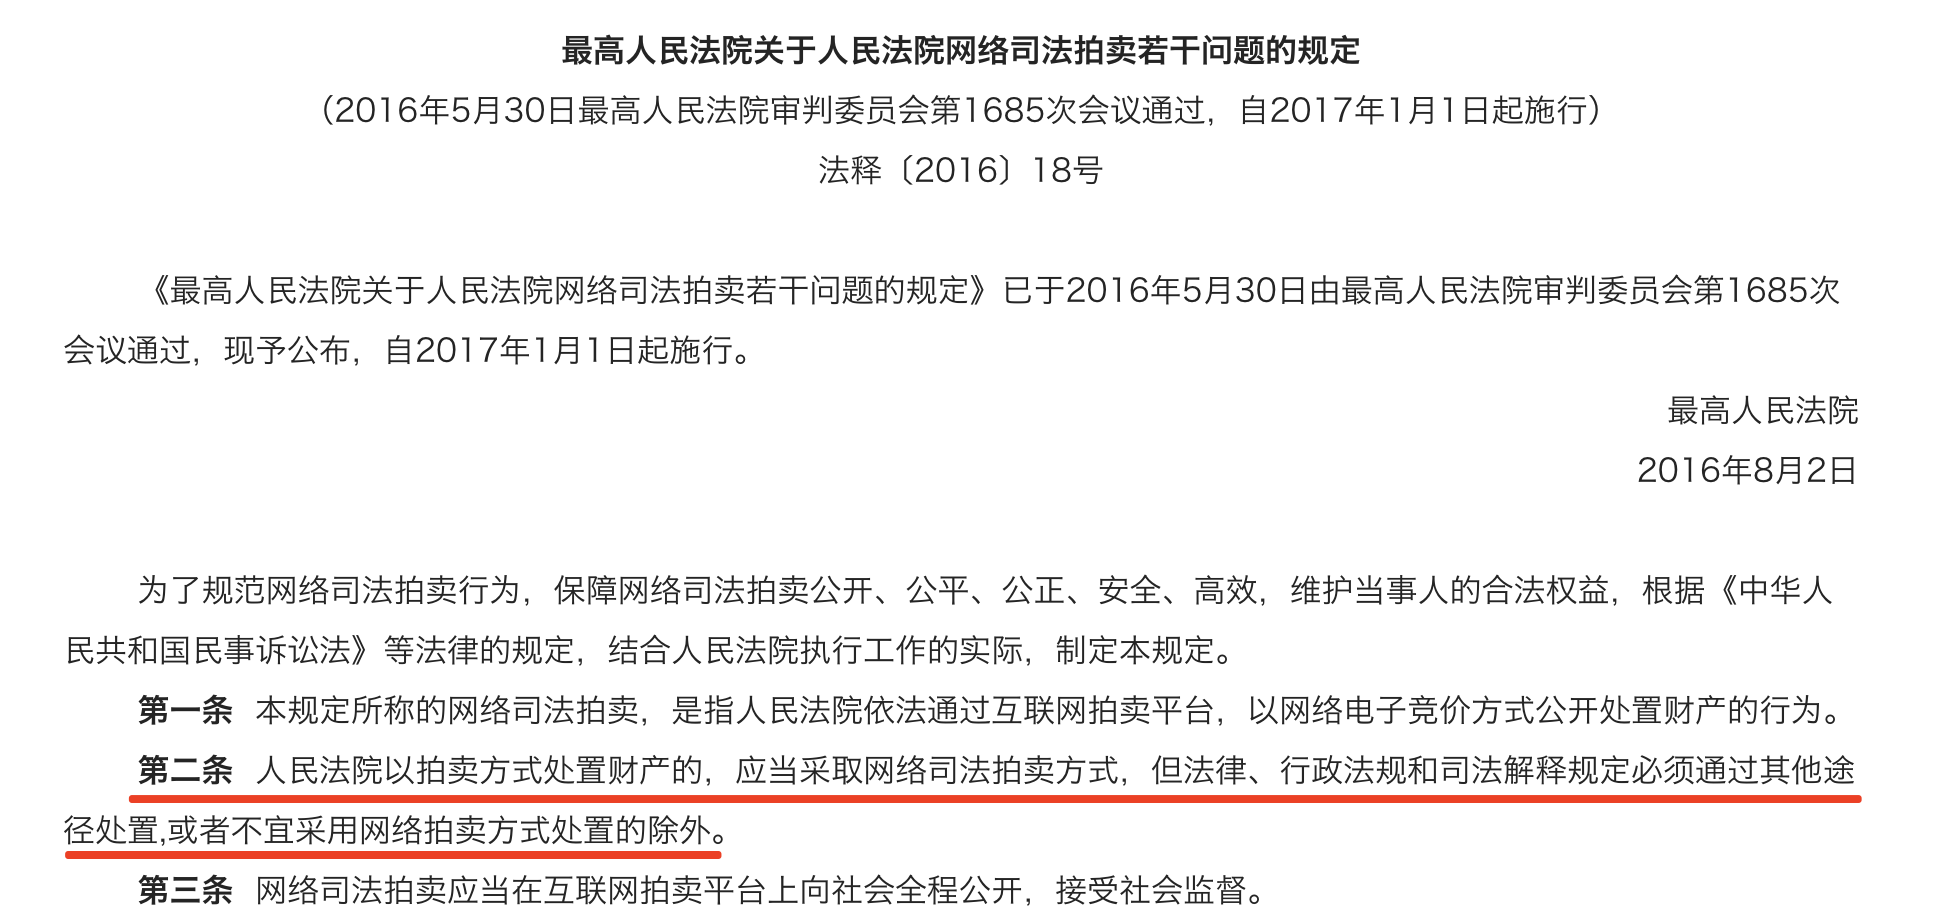 最高人民法院关于人民法院网络司法拍卖若干问题的规定
（2016年5月30日最高人民法院审判委员会第1685次会议通过，自2017年1月1日起施行）
法释〔2016〕18号
《最高人民法院关于人民法院网络司法拍卖若干问题的规定》已于2016年5月30日由最高人民法院审判委员会第1685次
会议通过，现予公布，自2017年1月1日起施行。
最高人民法院
2016年8月2日
为了规范网络司法拍卖行为，保障网络司法拍卖公开、公平、公正、安全、高效，维护当事人的合法权益，根据《中华人
民共和国民事诉讼法》等法律的规定，结合人民法院执行工作的实际，制定本规定。
第一条 本规定所称的网络司法拍卖，是指人民法院依法通过互联网拍卖平台，以网络电子竞价方式公开处置财产的行为。
第二条 人民法院以拍卖方式处置财产的，应当采取网络司法拍卖方式，但法律、行政法规和司法解释规定必须通过其他途
径处置,或者不宜采用网络拍卖方式处置的除外。
第三条 网络司法拍卖应当在互联网拍卖平台上向社会全程公开，接受社会监督。